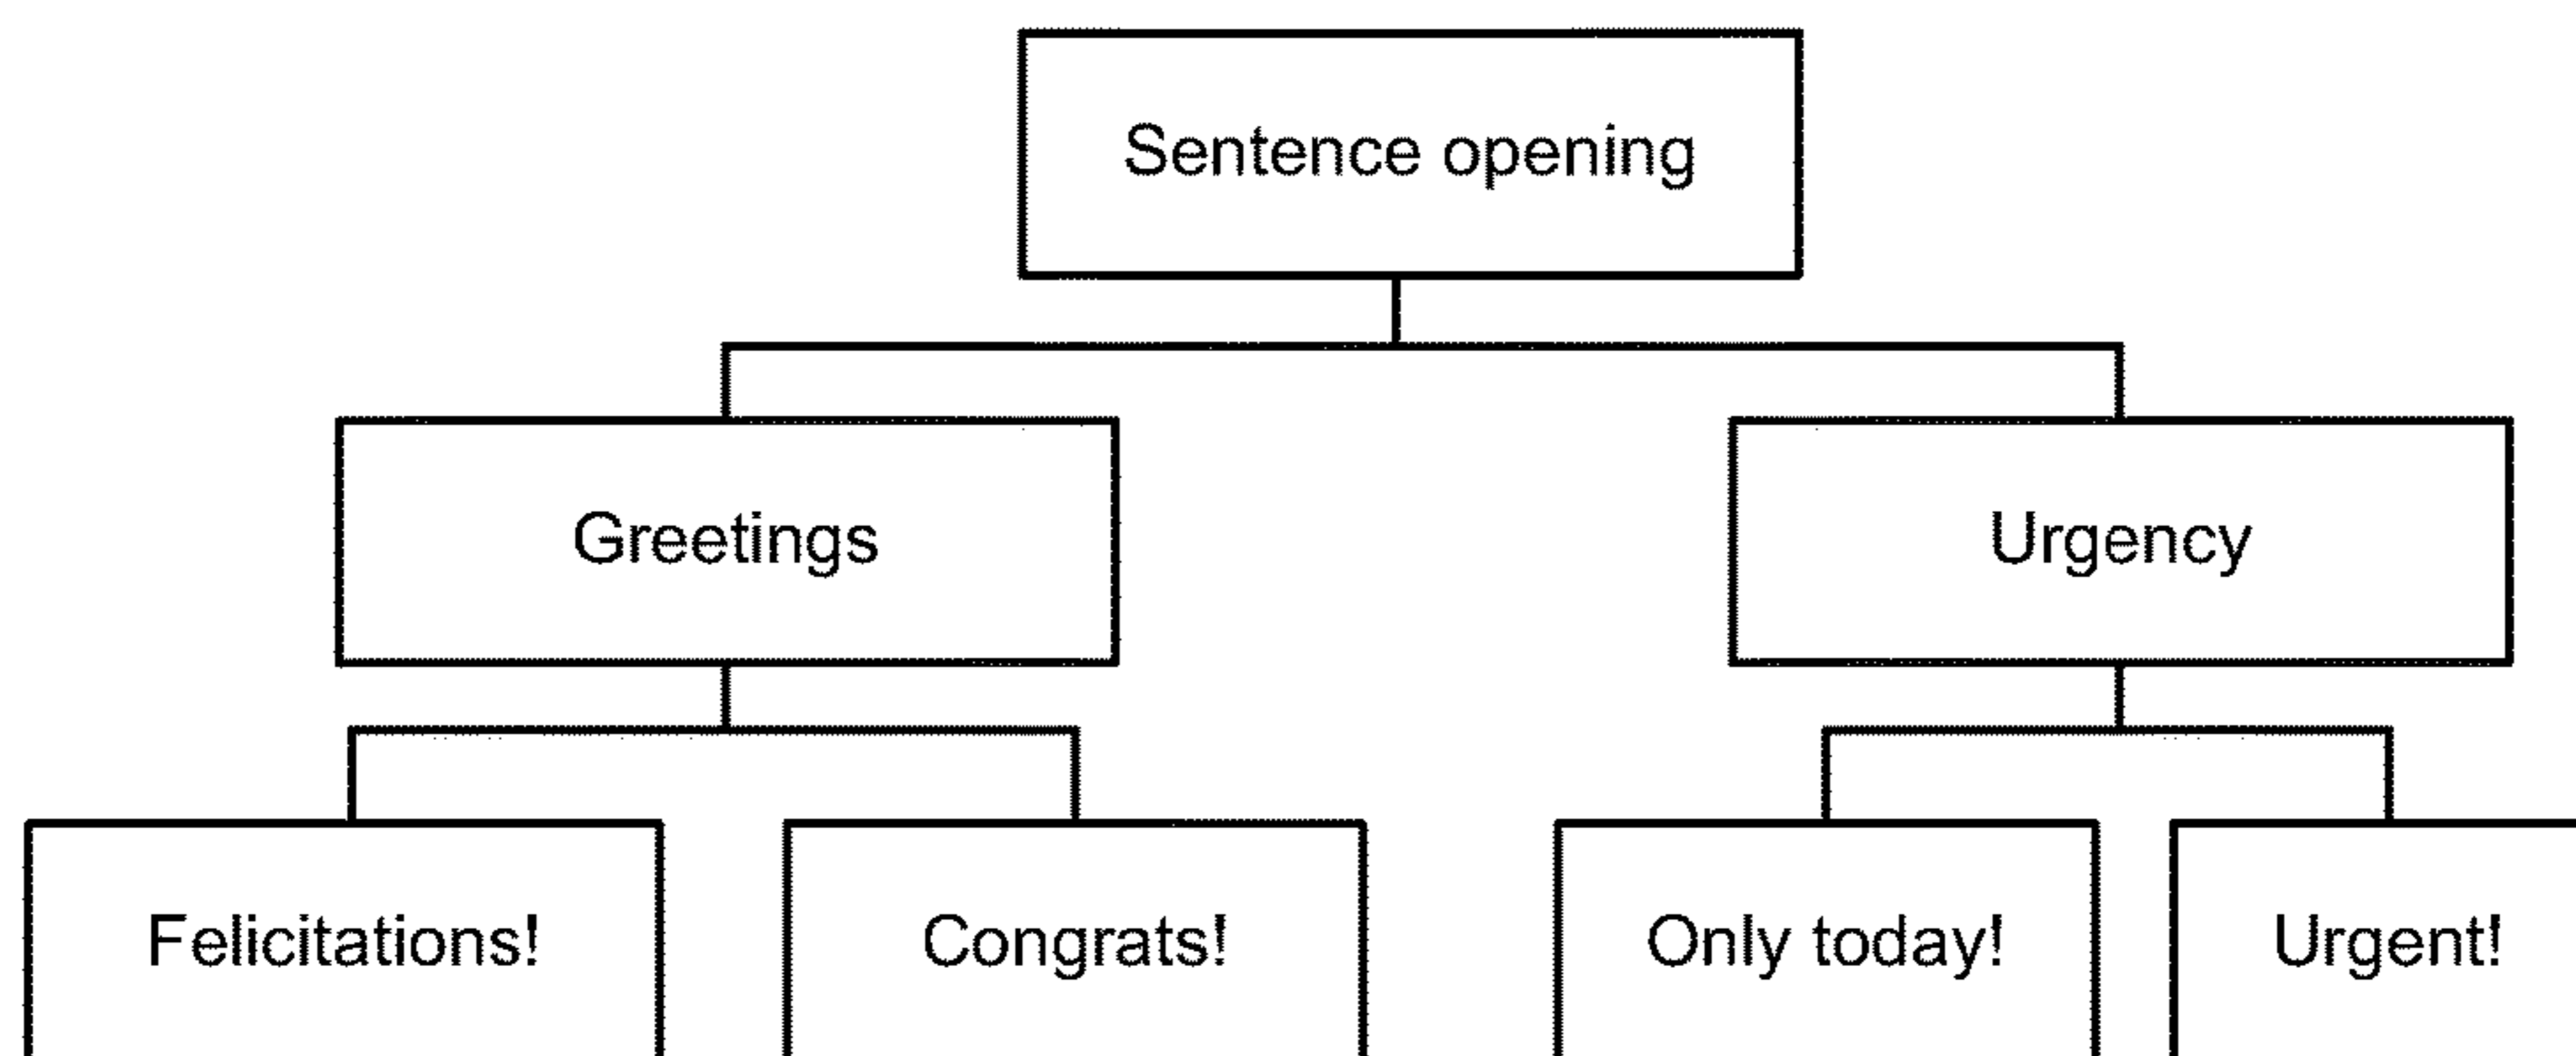 Sentence opening
Greetings
Urgency
Felicitations!
Congrats!
Only today!
Urgent!